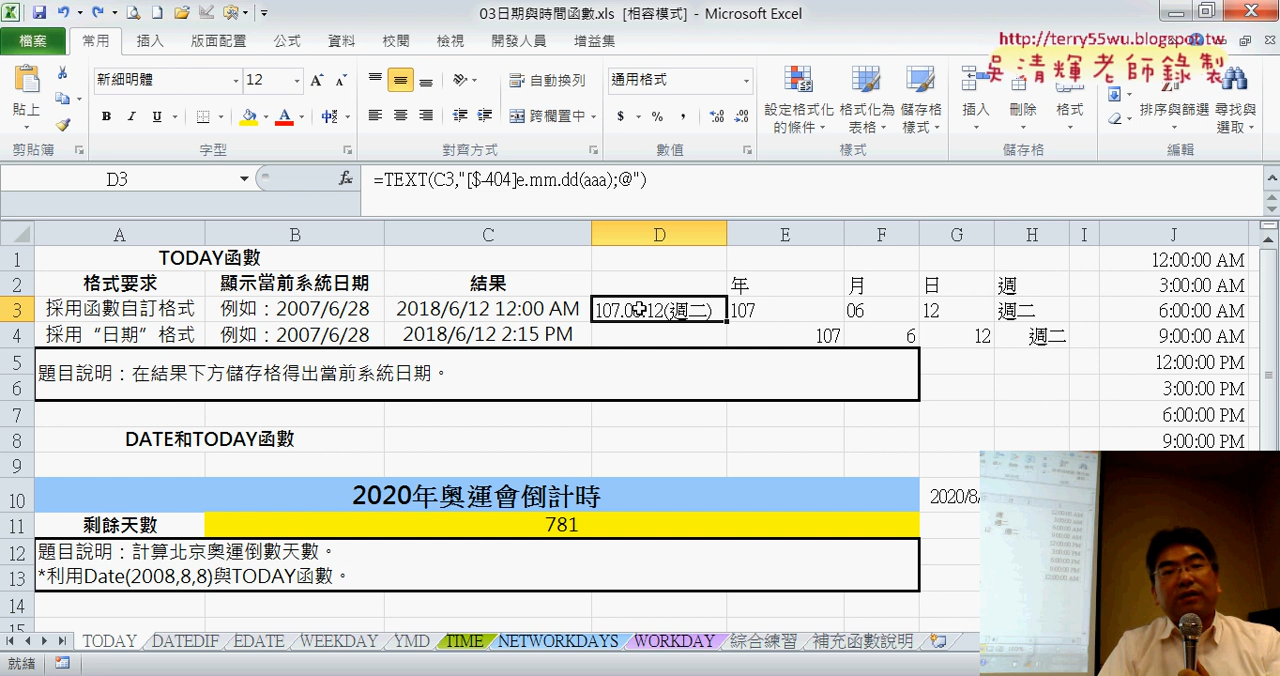 03日期與時間函數.xls [相容模式] - Microsoft Excel
http://terry55wu.blogspot.tw
吳清輝老師錄製
檔案 常用 插入 版面配置 公式 資料 校閱 檢視 開發人員 增益集
貼上
新細明體 12
B I U
自動換列
跨欄置中
通用格式
$ % ,
設定格式化的條件
格式化為表格
儲存格樣式
插入 刪除 格式
排序與篩選
尋找與選取
剪貼簿 字型 對齊方式 數值 樣式 儲存格 編輯
D3 fx =TEXT(C3,"[$-404]e.mm.dd(aaa);@")
A B C D E F G H I J
1 TODAY函數 12:00:00 AM
2 格式要求 顯示當前系統日期 結果 年 月 日 週 3:00:00 AM
3 採用函數自訂格式 例如：2007/6/28 2018/6/12 12:00 AM 107.06.12(週二) 107 06 12 週二 6:00:00 AM
4 採用“日期”格式 例如：2007/6/28 2018/6/12 2:15 PM 107 6 12 週二 9:00:00 AM
5 12:00:00 PM
題目說明：在結果下方儲存格得出當前系統日期。
6 3:00:00 PM
7 6:00:00 PM
8 DATE和TODAY函數 9:00:00 PM
9
10 2020年奧運會倒計時 2020/8/
11 剩餘天數 781
12 題目說明：計算北京奧運倒數天數。
13 *利用Date(2008,8,8)與TODAY函數。
14
15
TODAY DATEDIF EDATE WEEKDAY YMD TIME NETWORKDAYS WORKDAY 綜合練習 補充函數說明
就緒